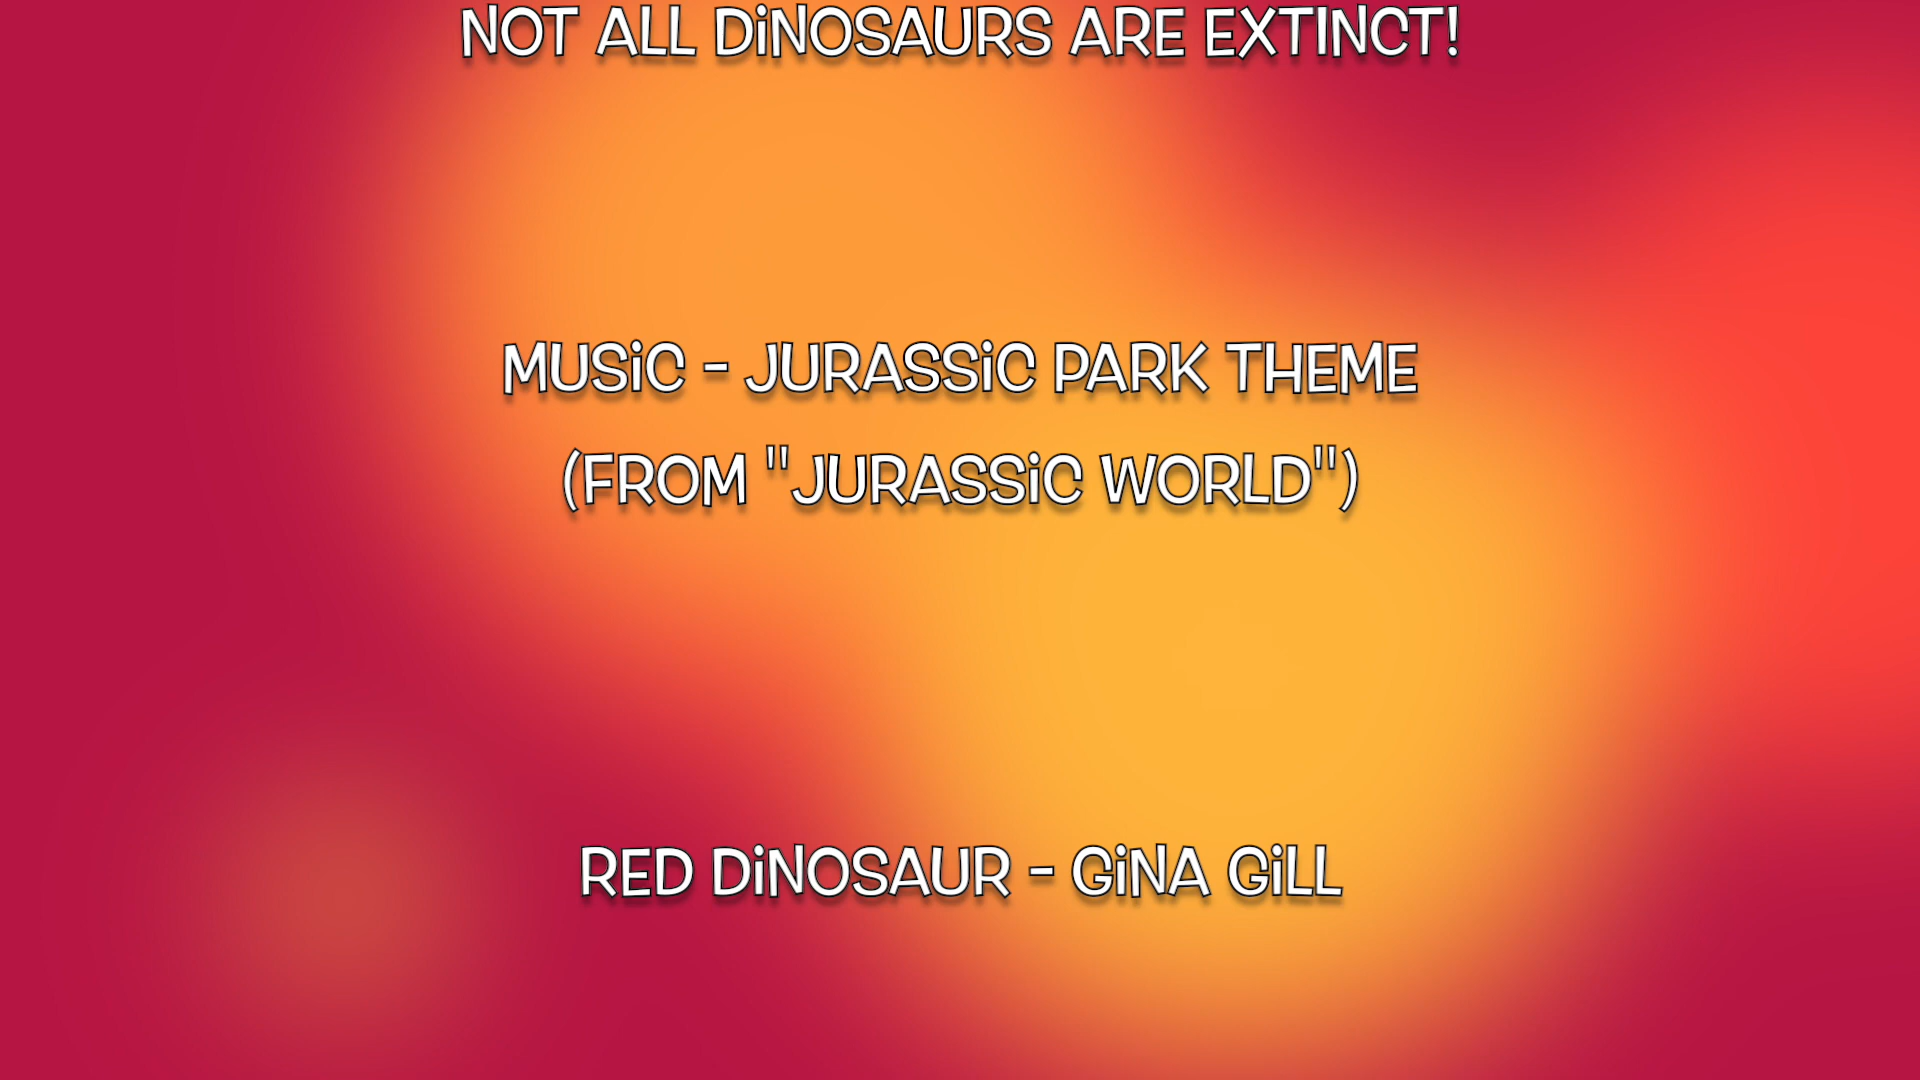 NOT ALL DiNOSAURS ARE EXTINCT!
MUSiC - JURASSiC PARK THEME
(FROM "JURASSiC WORLD")
RED DiNOSAUR - GiNA GiLL